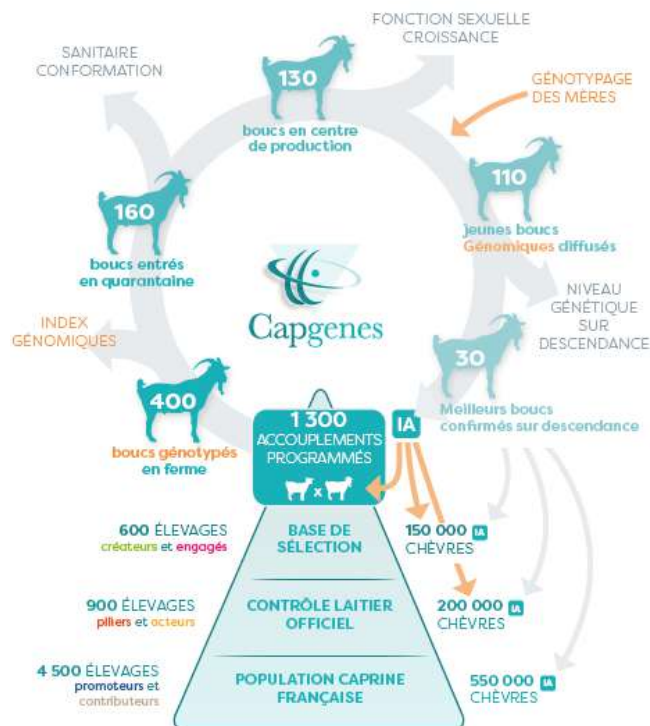 FONCTION SEXUELLE
CROISSANCE
SANITAIRE
CONFORMATION
130
boucs en centre
de production
GÉNOTYPAGE
DES MÈRES
110
jeunes boucs
Génomiques diffusés
160
boucs entrés
en quarantaine
Capgenes
NIVEAU
GÉNÉTIQUE
SUR
DESCENDANCE
INDEX
GÉNOMIQUES
30
Meilleurs boucs
confirmés sur descendance
400
boucs génotypés
en ferme
1 300
ACCOUPLEMENTS
PROGRAMMÉS
x
IA
600 ÉLEVAGES
créateurs et engagés
BASE DE
SÉLECTION
150 000 IA
CHÈVRES
900 ÉLEVAGES
piliers et acteurs
CONTRÔLE LAITIER
OFFICIEL
200 000 IA
CHÈVRES
4 500 ÉLEVAGES
promoteurs et
contributeurs
POPULATION CAPRINE
FRANÇAISE
550 000 IA
CHÈVRES